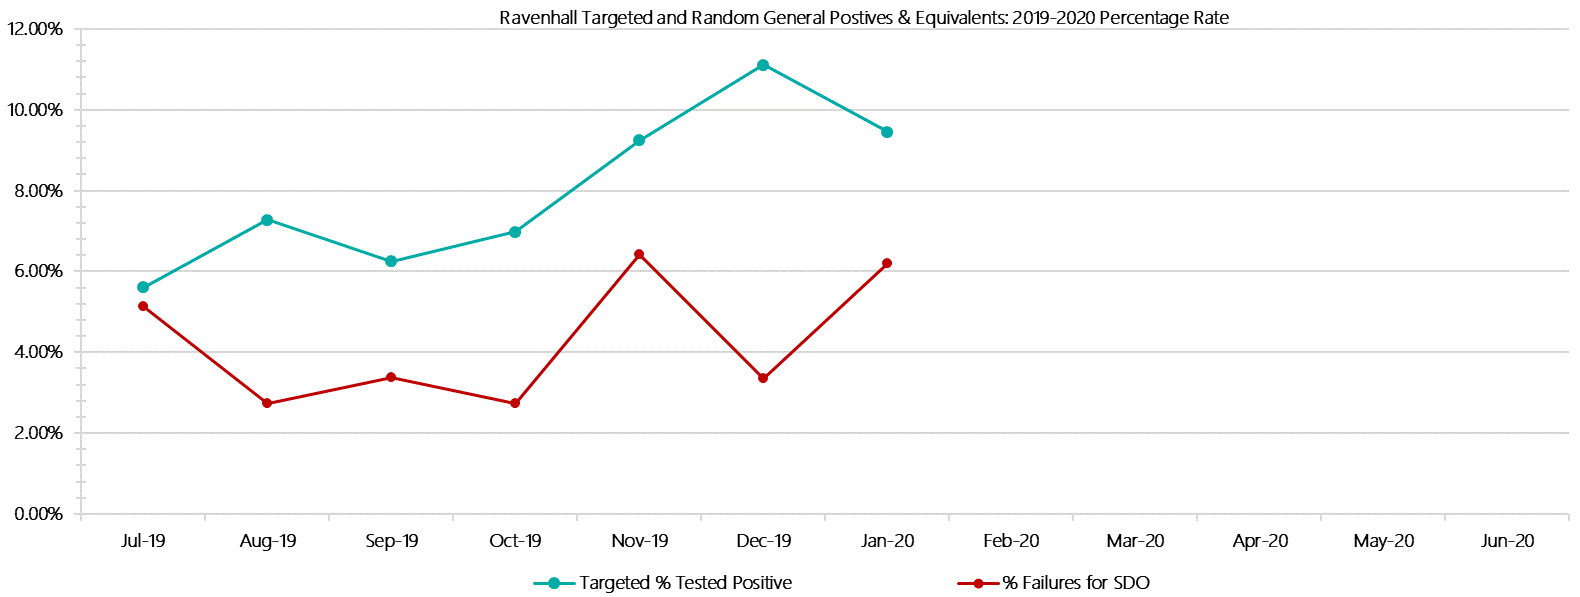 Ravenhall Targeted and Random General Postives & Equivalents: 2019-2020 Percentage Rate
12.00%
10.00%
8.00%
6.00%
4.00%
2.00%
0.00%
Jul-19 Aug-19 Sep-19 Oct-19 Nov-19 Dec-19 Jan-20 Feb-20 Mar-20 Apr-20 May-20 Jun-20
Targeted % Tested Positive % Failures for SDO